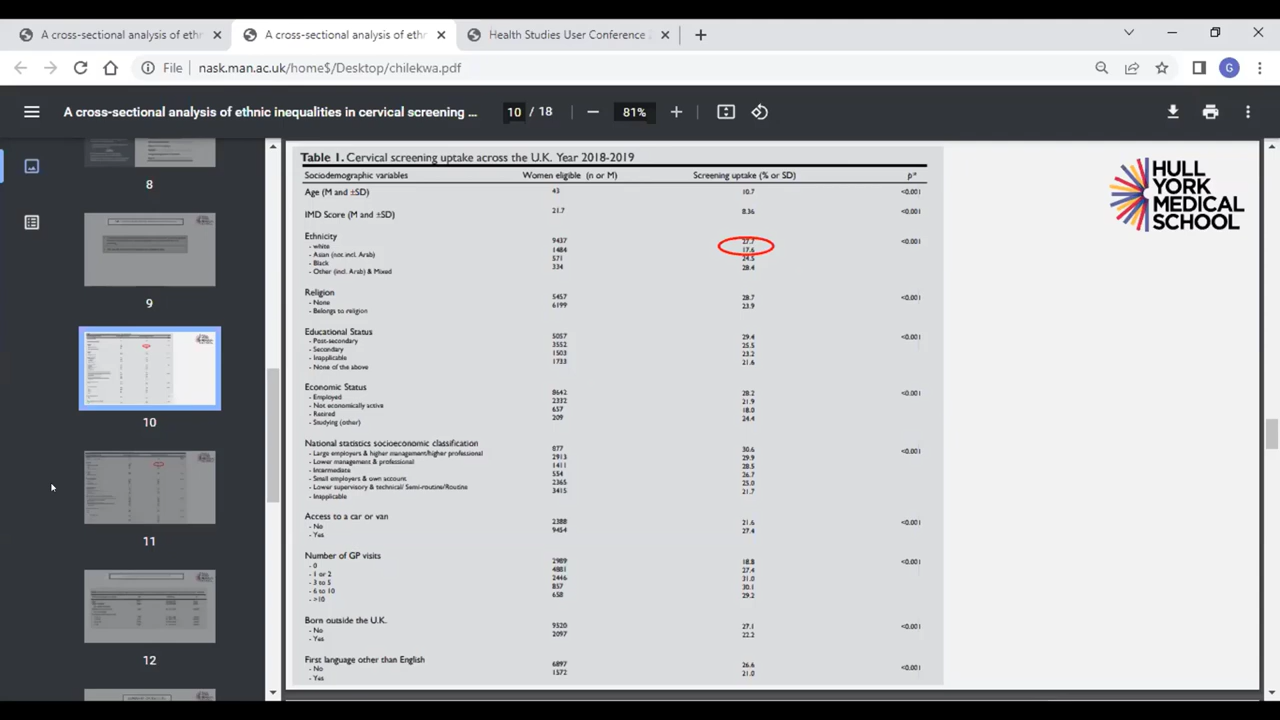 A cross-sectional analysis of ethn
A cross-sectional analysis of ethn
Health Studies User Conference
File nask.man.ac.uk/home$/Desktop/chilekwa.pdf
G
A cross-sectional analysis of ethnic inequalities in cervical screening ...
10 / 18
81%
8
9
10
11
12
HULL
YORK
MEDICAL
SCHOOL
Table 1. Cervical screening uptake across the U.K. Year 2018-2019
Sociodemographic variables Women eligible (n or M) Screening uptake (% or SD) p*
Age (M and ±SD) 43 10.7 <0.001
IMD Score (M and ±SD) 21.7 8.36 <0.001
Ethnicity <0.001
- white 9437 27.7
- Asian (not incl. Arab) 1484 17.6
- Black 571 24.5
- Other (incl. Arab) & Mixed 334 28.4
Religion <0.001
- None 5457 28.7
- Belongs to religion 6199 23.9
Educational Status <0.001
- Post-secondary 5057 29.4
- Secondary 3552 25.5
- Inapplicable 1503 23.2
- None of the above 1733 21.6
Economic Status <0.001
- Employed 8642 28.2
- Not economically active 2332 21.9
- Retired 657 18.0
- Studying (other) 209 24.4
National statistics socioeconomic classification <0.001
- Large employers & higher management/higher professional 877 30.6
- Lower management & professional 2913 29.9
- Intermediate 1411 28.5
- Small employers & own account 554 26.7
- Lower supervisory & technical/ Semi-routine/Routine 2365 25.0
- Inapplicable 3415 21.7
Access to a car or van <0.001
- No 2388 21.6
- Yes 9454 27.4
Number of GP visits <0.001
- 0 2989 18.8
- 1 or 2 4881 27.4
- 3 to 5 2446 31.0
- 6 to 10 857 30.1
- >10 658 29.2
Born outside the U.K. <0.001
- No 9520 27.1
- Yes 2097 22.2
First language other than English <0.001
- No 6897 26.6
- Yes 1572 21.0